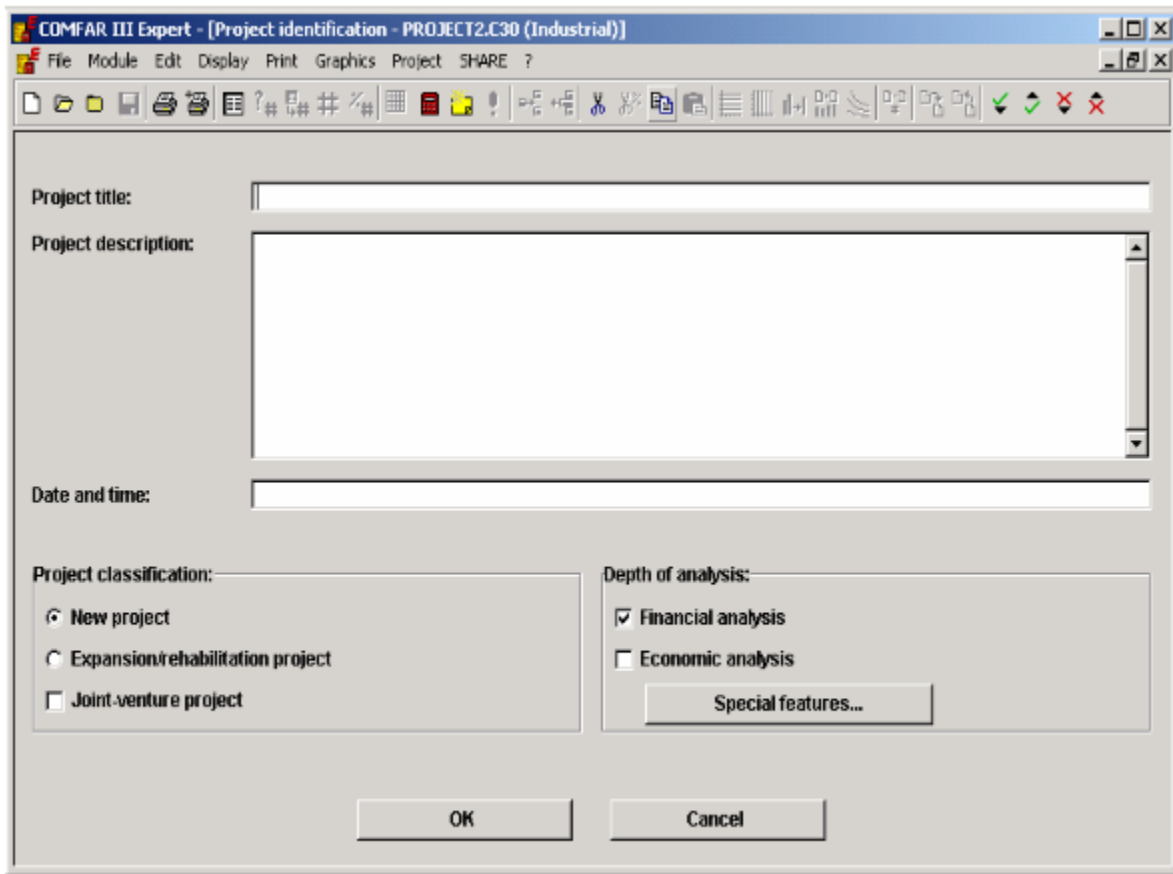 COMFAR III Expert - [Project identification - PROJECT2.C30 (Industrial)]
File Module Edit Display Print Graphics Project SHARE ?
Project title:
Project description:
Date and time:
Project classification:
New project
Expansion/rehabilitation project
Joint-venture project
Depth of analysis:
Financial analysis
Economic analysis
Special features...
OK
Cancel